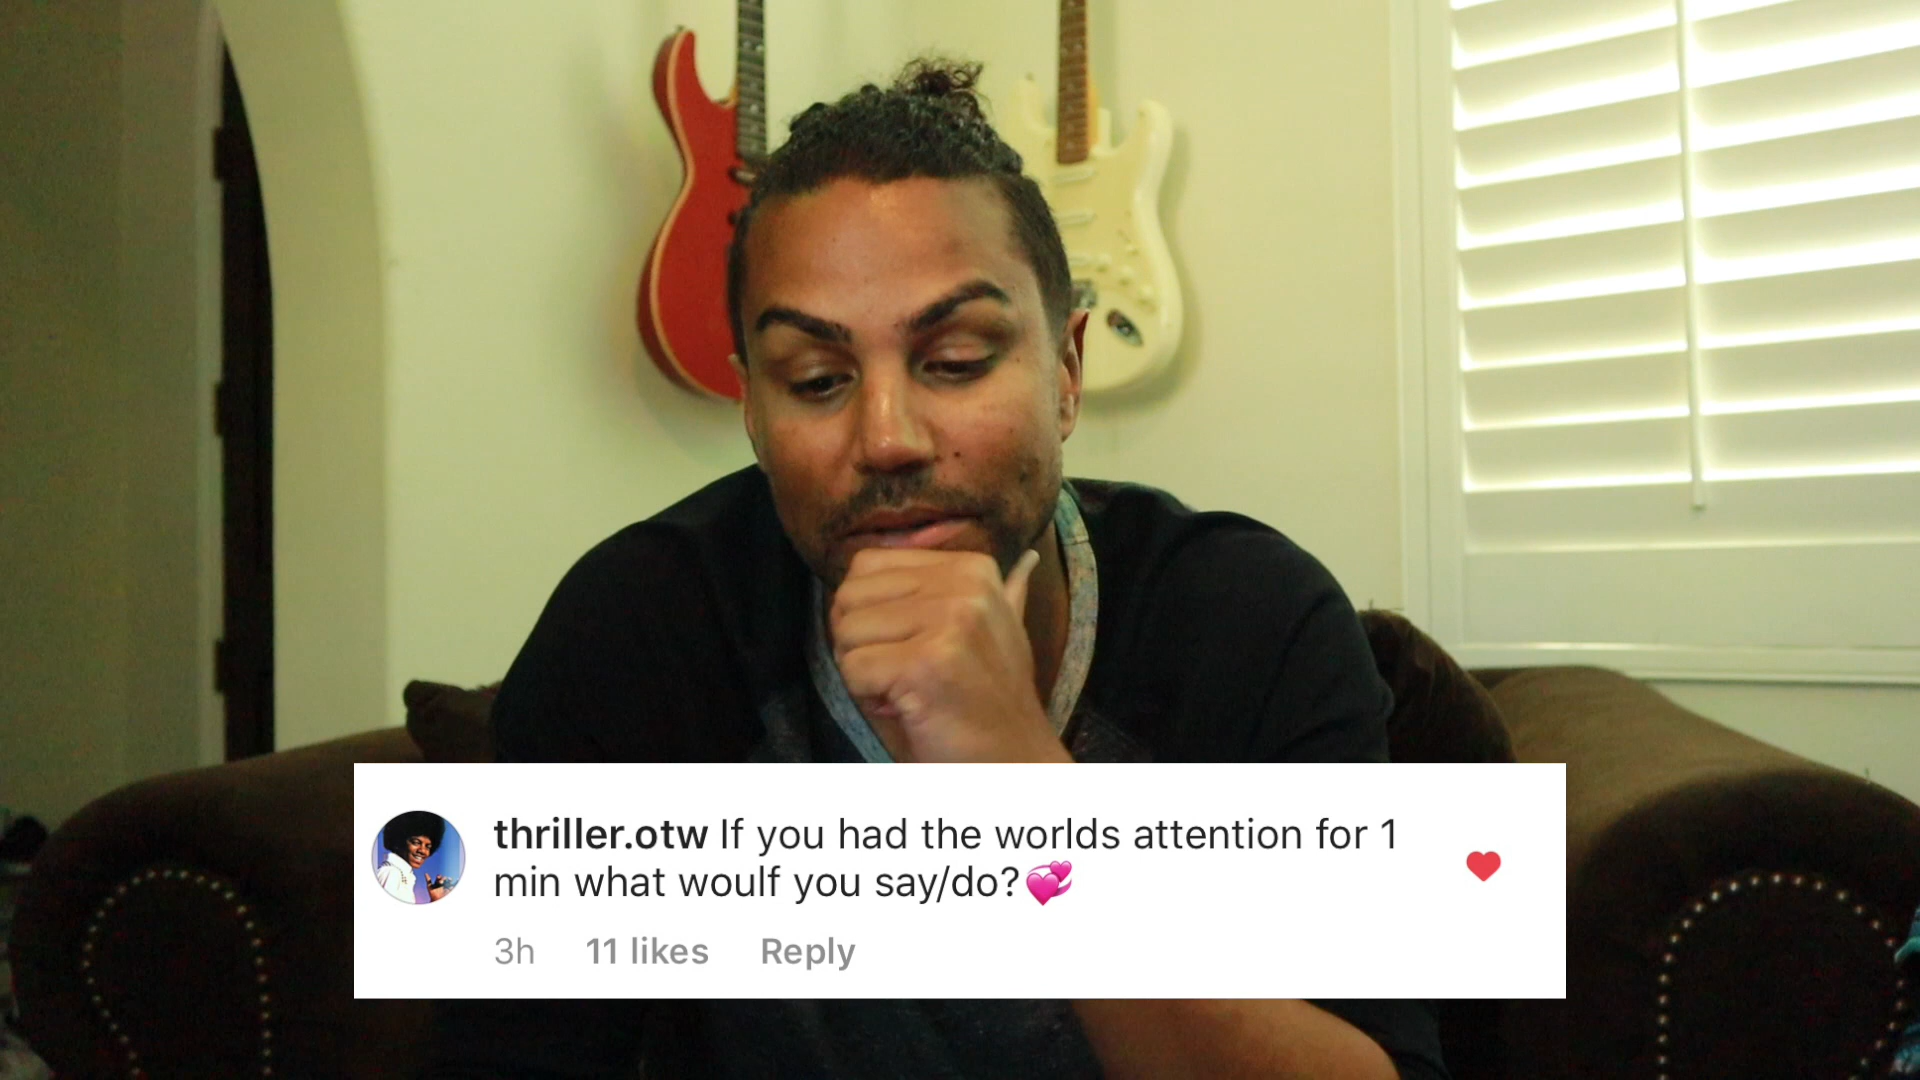 thriller.otw If you had the worlds attention for 1
min what woulf you say/do?💞
3h 11 likes Reply